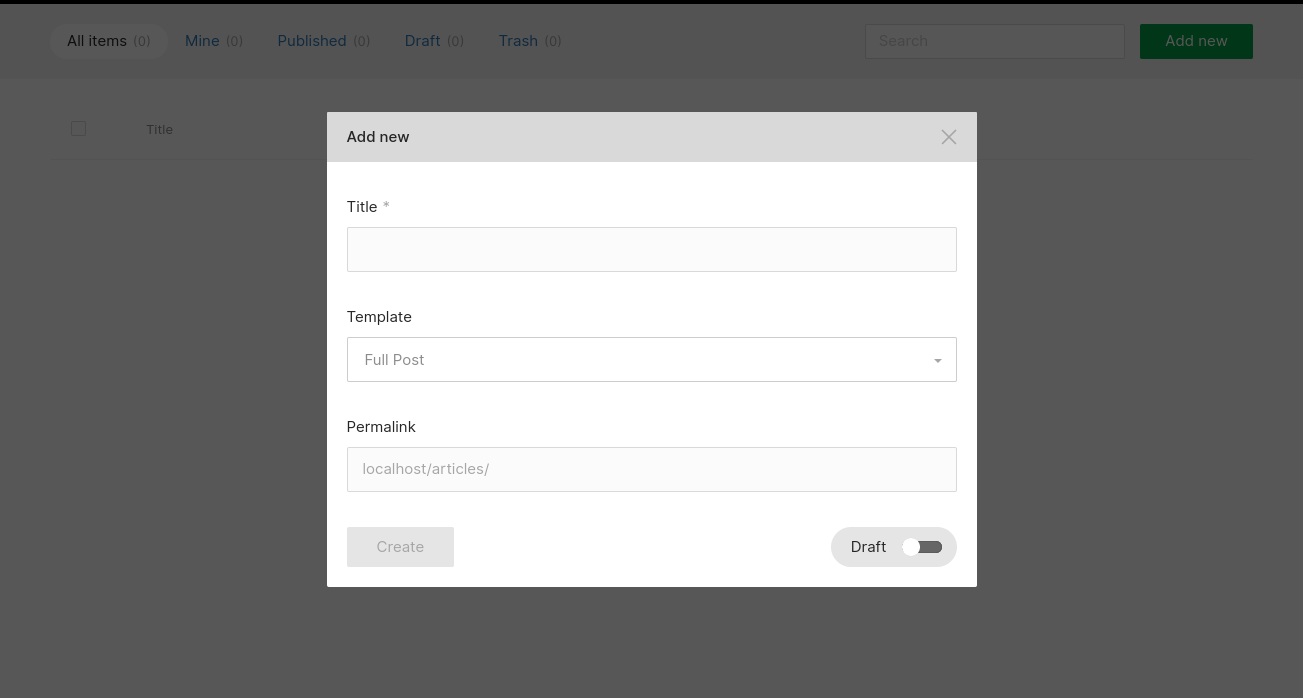 All items (0) Mine (0) Published (0) Draft (0) Trash (0) Search Add new
Title
Add new
Title *
Template
Full Post
Permalink
localhost/articles/
Create Draft